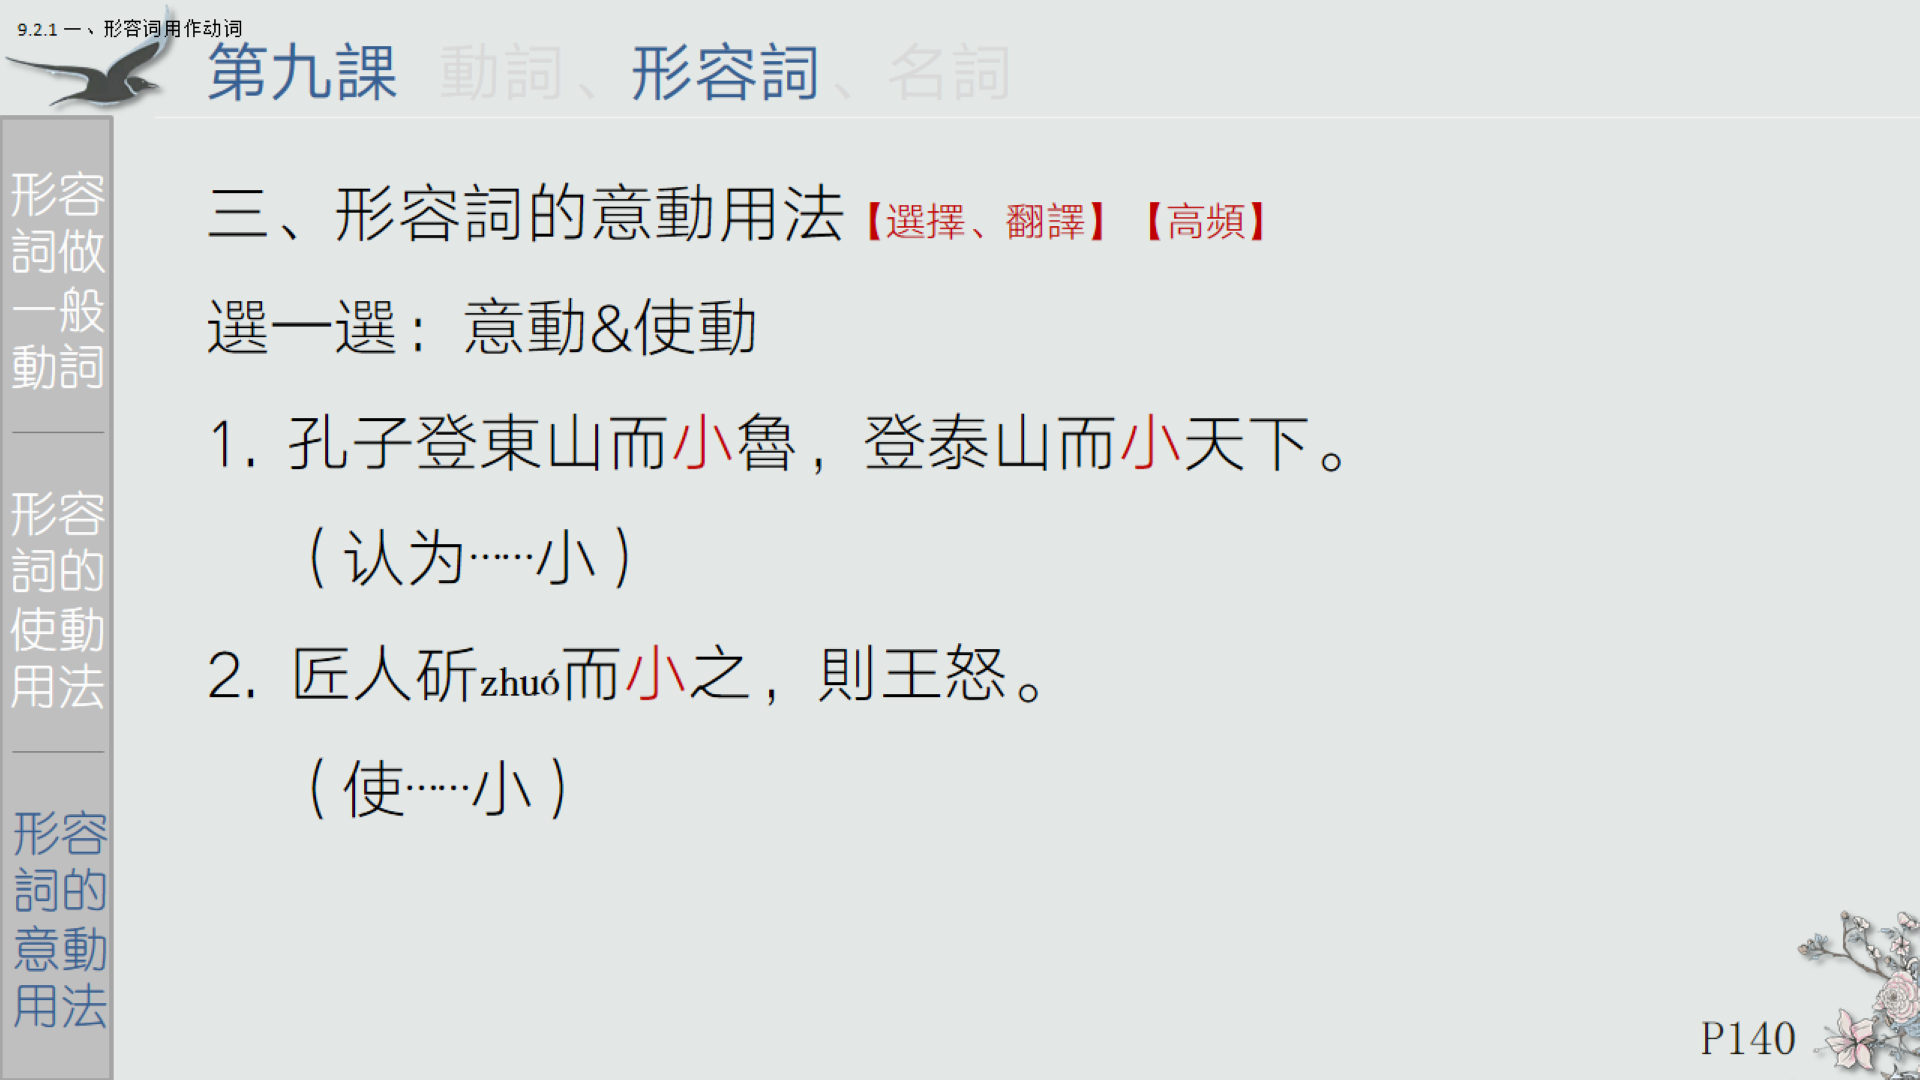 9.2.1 一、形容词用作动词
第九課 動詞、形容詞、名詞
形容
詞做
一般
動詞
形容
詞的
使動
用法
形容
詞的
意動
用法
三、形容詞的意動用法【選擇、翻譯】【高頻】
選一選：意動&使動
1. 孔子登東山而小魯，登泰山而小天下。
（认为……小）
2. 匠人斫zhuó而小之，則王怒。
（使……小）
P140